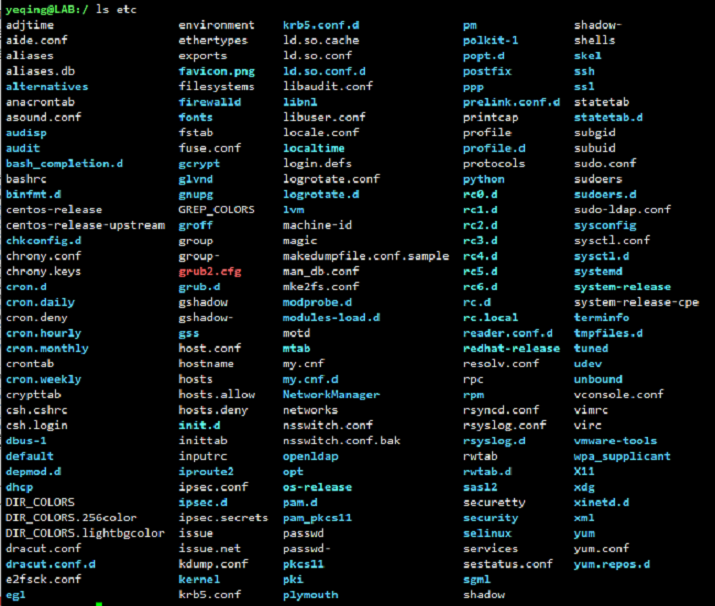 yeqing@LAB:/ ls etc
adjtime environment krb5.conf.d pm shadow-
aide.conf ethertypes ld.so.cache polkit-1 shells
aliases exports ld.so.conf popt.d skel
aliases.db favicon.png ld.so.conf.d postfix ssh
alternatives filesystems libaudit.conf ppp ssl
anacrontab firewalld libnl prelink.conf.d statetab
asound.conf fonts libuser.conf printcap statetab.d
audisp fstab locale.conf profile subgid
audit fuse.conf localtime profile.d subuid
bash_completion.d gcrypt login.defs protocols sudo.conf
bashrc glvnd logrotate.conf python sudoers
binfmt.d gnupg logrotate.d rc0.d sudoers.d
centos-release GREP_COLORS lvm rc1.d sudo-ldap.conf
centos-release-upstream groff machine-id rc2.d sysconfig
chkconfig.d group magic rc3.d sysctl.conf
chrony.conf group- makedumpfile.conf.sample rc4.d sysctl.d
chrony.keys grub2.cfg man_db.conf rc5.d systemd
cron.d grub.d mke2fs.conf rc6.d system-release
cron.daily gshadow modprobe.d rc.d system-release-cpe
cron.deny gshadow- modules-load.d rc.local terminfo
cron.hourly gss motd reader.conf.d tmpfiles.d
cron.monthly host.conf mtab redhat-release tuned
crontab hostname my.cnf resolv.conf udev
cron.weekly hosts my.cnf.d rpc unbound
crypttab hosts.allow NetworkManager rpm vconsole.conf
csh.cshrc hosts.deny networks rsyncd.conf vimrc
csh.login init.d nsswitch.conf rsyslog.conf virc
dbus-1 inittab nsswitch.conf.bak rsyslog.d vmware-tools
default inputrc openldap rwtab wpa_supplicant
depmod.d iproute2 opt rwtab.d X11
dhcp ipsec.conf os-release sasl2 xdg
DIR_COLORS ipsec.d pam.d securetty xinetd.d
DIR_COLORS.256color ipsec.secrets pam_pkcs11 security xml
DIR_COLORS.lightbgcolor issue passwd selinux yum
dracut.conf issue.net passwd- services yum.conf
dracut.conf.d kdump.conf pkcs11 sestatus.conf yum.repos.d
e2fsck.conf kernel pki sgml
egl krb5.conf plymouth shadow